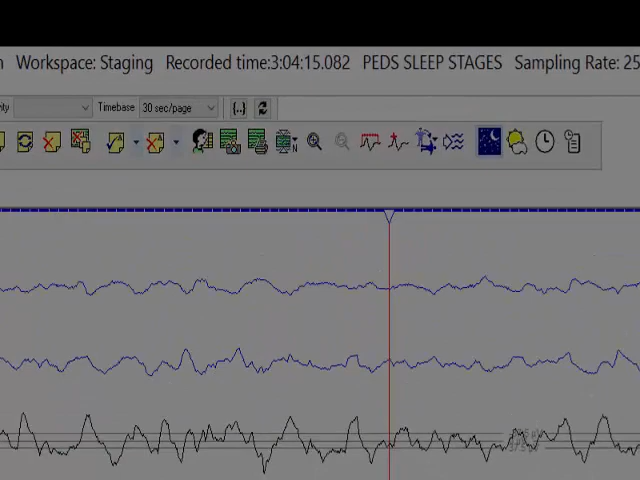 Workspace: Staging Recorded time:3:04:15.082 PEDS SLEEP STAGES Sampling Rate: 25
Timebase 30 sec/page
N